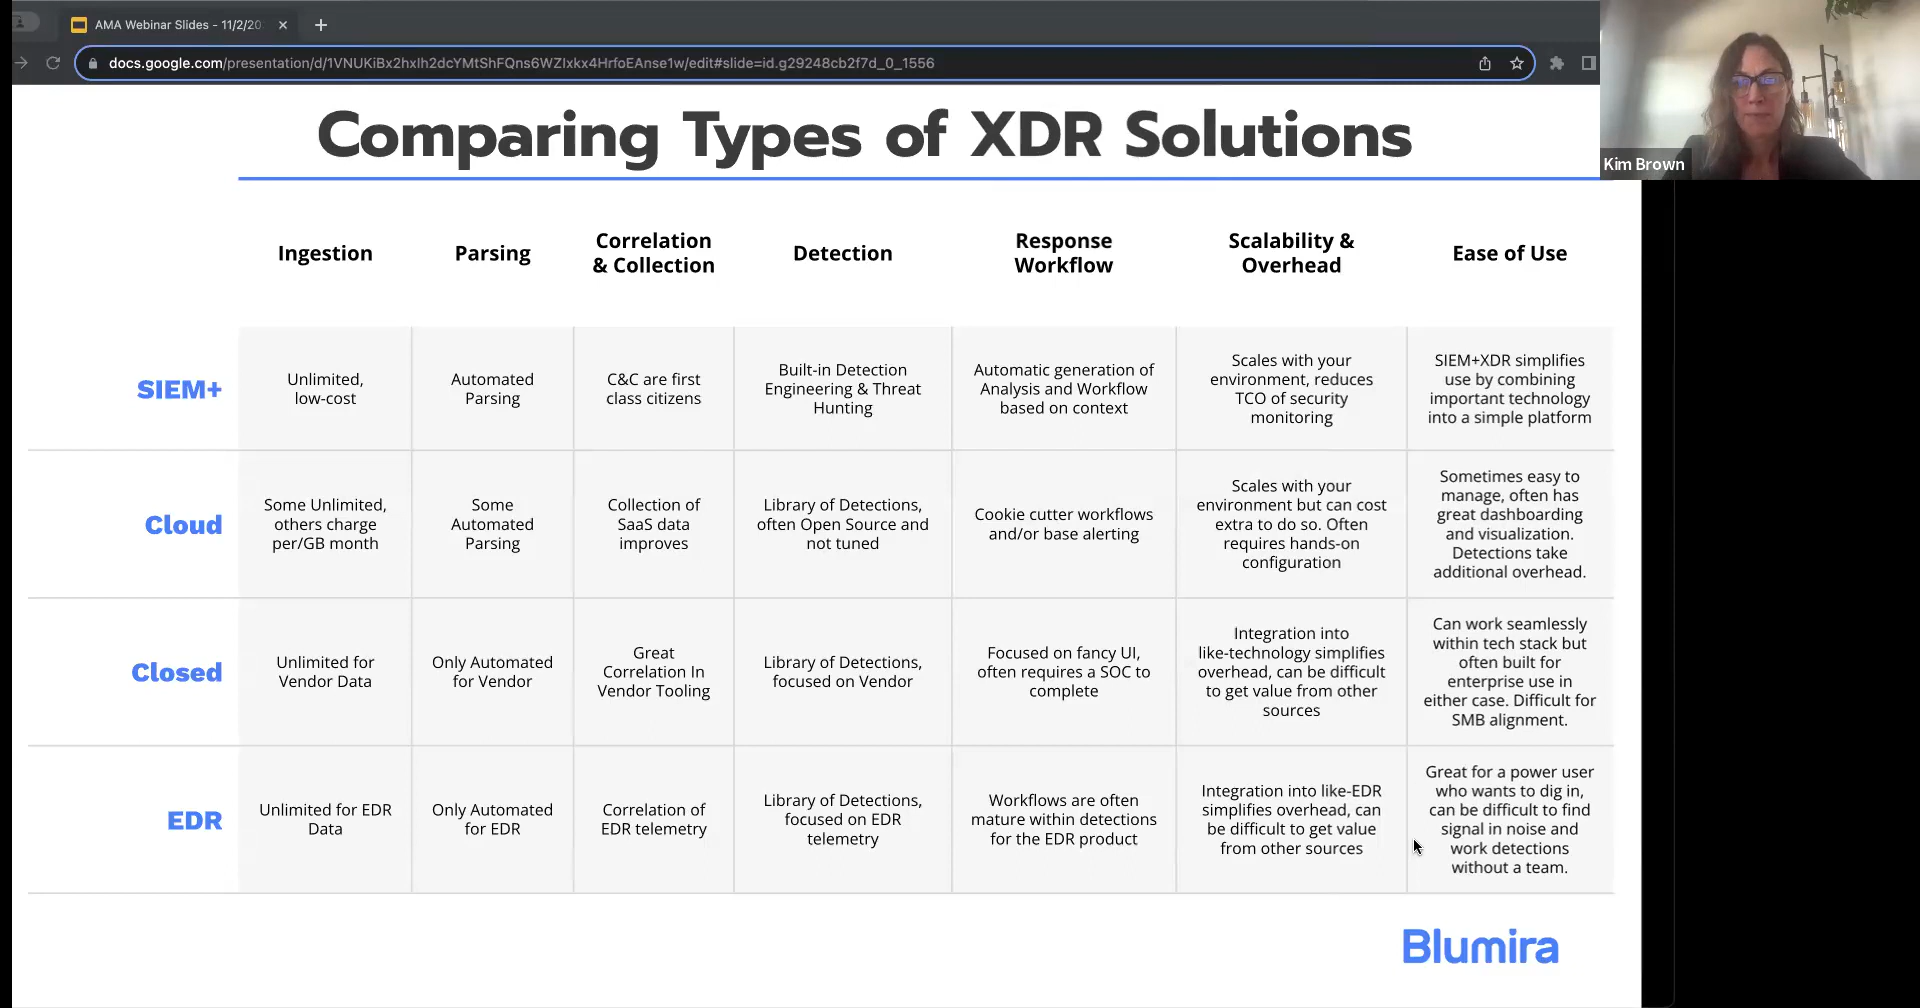 AMA Webinar Slides - 11/2/20
docs.google.com/presentation/d/1VNUKiBx2hxIh2dcYMtShFQns6WZIxkx4HrfoEAnse1w/edit#slide=id.g29248cb2f7d_0_1556
Kim Brown
Comparing Types of XDR Solutions
Ingestion
Parsing
Correlation
& Collection
Detection
Response
Workflow
Scalability &
Overhead
Ease of Use
SIEM+
Unlimited,
low-cost
Automated
Parsing
C&C are first
class citizens
Built-in Detection
Engineering & Threat
Hunting
Automatic generation of
Analysis and Workflow
based on context
Scales with your
environment, reduces
TCO of security
monitoring
SIEM+XDR simplifies
use by combining
important technology
into a simple platform
Cloud
Some Unlimited,
others charge
per/GB month
Some
Automated
Parsing
Collection of
SaaS data
improves
Library of Detections,
often Open Source and
not tuned
Cookie cutter workflows
and/or base alerting
Scales with your
environment but can cost
extra to do so. Often
requires hands-on
configuration
Sometimes easy to
manage, often has
great dashboarding
and visualization.
Detections take
additional overhead.
Closed
Unlimited for
Vendor Data
Only Automated
for Vendor
Great
Correlation In
Vendor Tooling
Library of Detections,
focused on Vendor
Focused on fancy UI,
often requires a SOC to
complete
Integration into
like-technology simplifies
overhead, can be difficult
to get value from other
sources
Can work seamlessly
within tech stack but
often built for
enterprise use in
either case. Difficult for
SMB alignment.
EDR
Unlimited for EDR
Data
Only Automated
for EDR
Correlation of
EDR telemetry
Library of Detections,
focused on EDR
telemetry
Workflows are often
mature within detections
for the EDR product
Integration into like-EDR
simplifies overhead, can
be difficult to get value
from other sources
Great for a power user
who wants to dig in,
can be difficult to find
signal in noise and
work detections
without a team.
Blumira